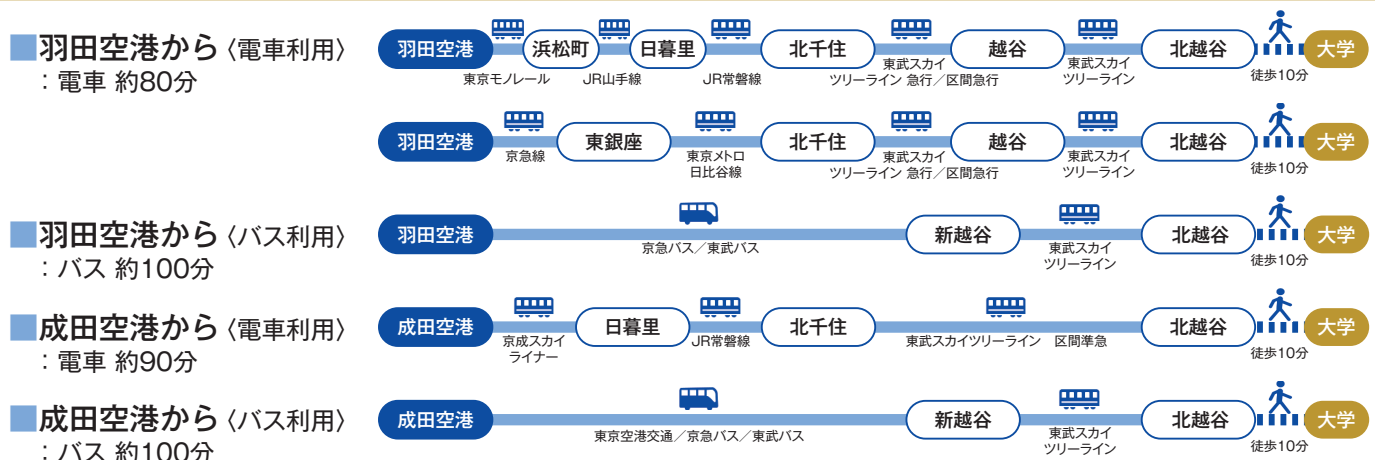 ■羽田空港から〈電車利用〉
：電車 約80分
羽田空港 浜松町 日暮里 北千住 越谷 北越谷 大学
東京モノレール JR山手線 JR常磐線 東武スカイ 東武スカイ 徒歩10分
ツリーライン 急行／区間急行 ツリーライン
羽田空港 東銀座 北千住 越谷 北越谷 大学
京急線 東京メトロ 東武スカイ 東武スカイ 徒歩10分
日比谷線 ツリーライン 急行／区間急行 ツリーライン
■羽田空港から〈バス利用〉
：バス 約100分
羽田空港 新越谷 北越谷 大学
京急バス／東武バス 東武スカイ 徒歩10分
ツリーライン
■成田空港から〈電車利用〉
：電車 約90分
成田空港 日暮里 北千住 北越谷 大学
京成スカイ JR常磐線 東武スカイツリーライン 区間準急 徒歩10分
ライナー
■成田空港から〈バス利用〉
：バス 約100分
成田空港 新越谷 北越谷 大学
東京空港交通／京急バス／東武バス 東武スカイ 徒歩10分
ツリーライン